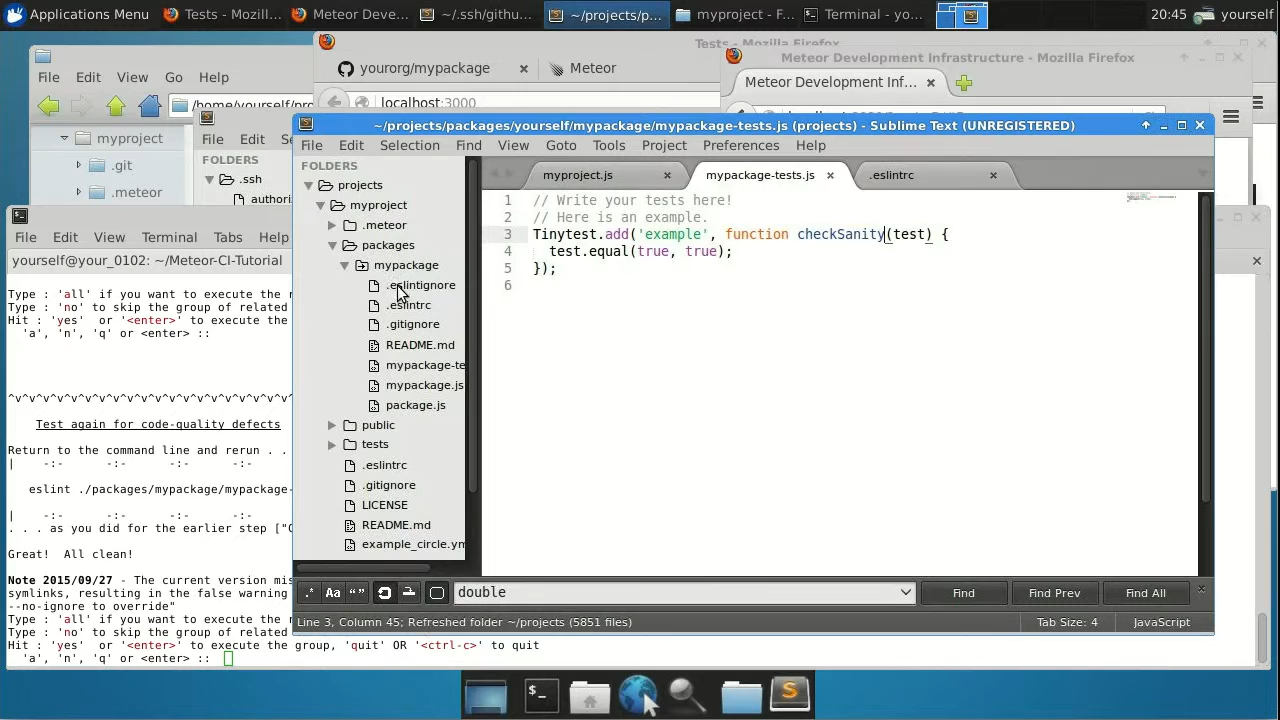 Applications Menu
Tests - Mozill...
Meteor Deve...
~/.ssh/githu...
~/projects/p...
myproject - F...
Terminal - yo...
20:45
yourself
Tests - Mozilla Firefox
Meteor Development Infrastructure - Mozilla Firefox
yourorg/mypackage
Meteor
Meteor Development Inf...
localhost:3000
File Edit View Go Help
/home/yourself/pro
myproject
.git
.meteor
File Edit Se
FOLDERS
.ssh
authori
~/projects/packages/yourself/mypackage/mypackage-tests.js (projects) - Sublime Text (UNREGISTERED)
File Edit Selection Find View Goto Tools Project Preferences Help
FOLDERS
projects
myproject
.meteor
packages
mypackage
.eslintignore
.eslintrc
.gitignore
README.md
mypackage-te
mypackage.js
package.js
public
tests
.eslintrc
.gitignore
LICENSE
README.md
example_circle.ym
myproject.js
mypackage-tests.js
.eslintrc
1 // Write your tests here!
2 // Here is an example.
3 Tinytest.add('example', function checkSanity(test) {
4 test.equal(true, true);
5 });
6
.* Aa “”
double
Find
Find Prev
Find All
Line 3, Column 45; Refreshed folder ~/projects (5851 files)
Tab Size: 4
JavaScript
File Edit View Terminal Tabs Help
yourself@your_0102: ~/Meteor-CI-Tutorial
Type : 'all' if you want to execute the r
Type : 'no' to skip the group of related
Hit : 'yes' or '<enter>' to execute the
'a', 'n', 'q' or <enter> ::
^v^v^v^v^v^v^v^v^v^v^v^v^v^v^v^v^v^v^v^v^
Test again for code-quality defects
Return to the command line and rerun . .
| -:- -:- -:- -:-
eslint ./packages/mypackage/mypackage-
| -:- -:- -:- -:-
. . . as you did for the earlier step ["C
Great! All clean!
Note 2015/09/27 - The current version mis
symlinks, resulting in the false warning
--no-ignore to override"
Type : 'all' if you want to execute the r
Type : 'no' to skip the group of related
Hit : 'yes' or '<enter>' to execute the group, 'quit' OR '<ctrl-c>' to quit
'a', 'n', 'q' or <enter> ::